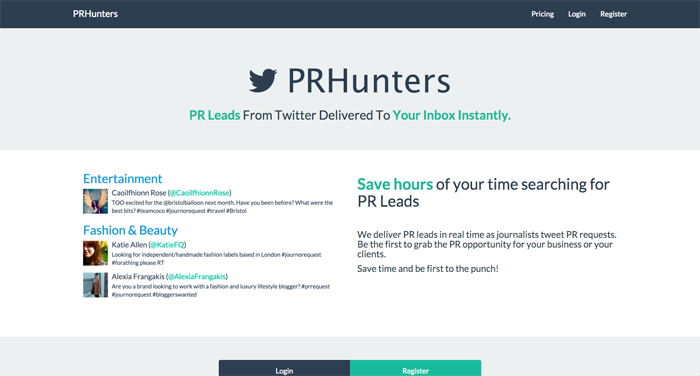 PRHunters
Pricing Login Register
PRHunters
PR Leads From Twitter Delivered To Your Inbox Instantly.
Entertainment
Caoilfhionn Rose (@CaoilfhionnRose)
TOO excited for the @bristolballoon next month. Have you been before? What were the
best bits? #teamcoco #journorequest #travel #Bristol
Fashion & Beauty
Katie Allen (@KatieFQ)
Looking for independent/handmade fashion labels based in London #journorequest
#forathing please RT
Alexia Frangakis (@AlexiaFrangakis)
Are you a brand looking to work with a fashion and luxury lifestyle blogger? #prrequest
#journorequest #bloggerswanted
Save hours of your time searching for
PR Leads
We deliver PR leads in real time as journalists tweet PR requests.
Be the first to grab the PR opportunity for your business or your
clients.
Save time and be first to the punch!
Login
Register